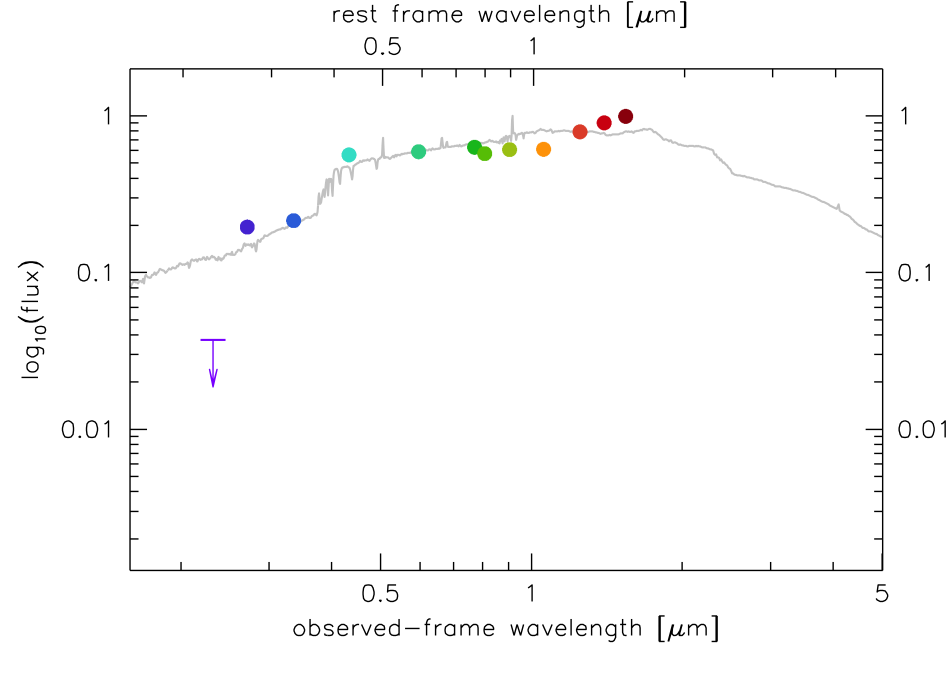 rest frame wavelength [μm]
0.5 1
1 1
0.1 0.1
0.01 0.01
log10(flux)
0.5 1 5
observed-frame wavelength [μm]